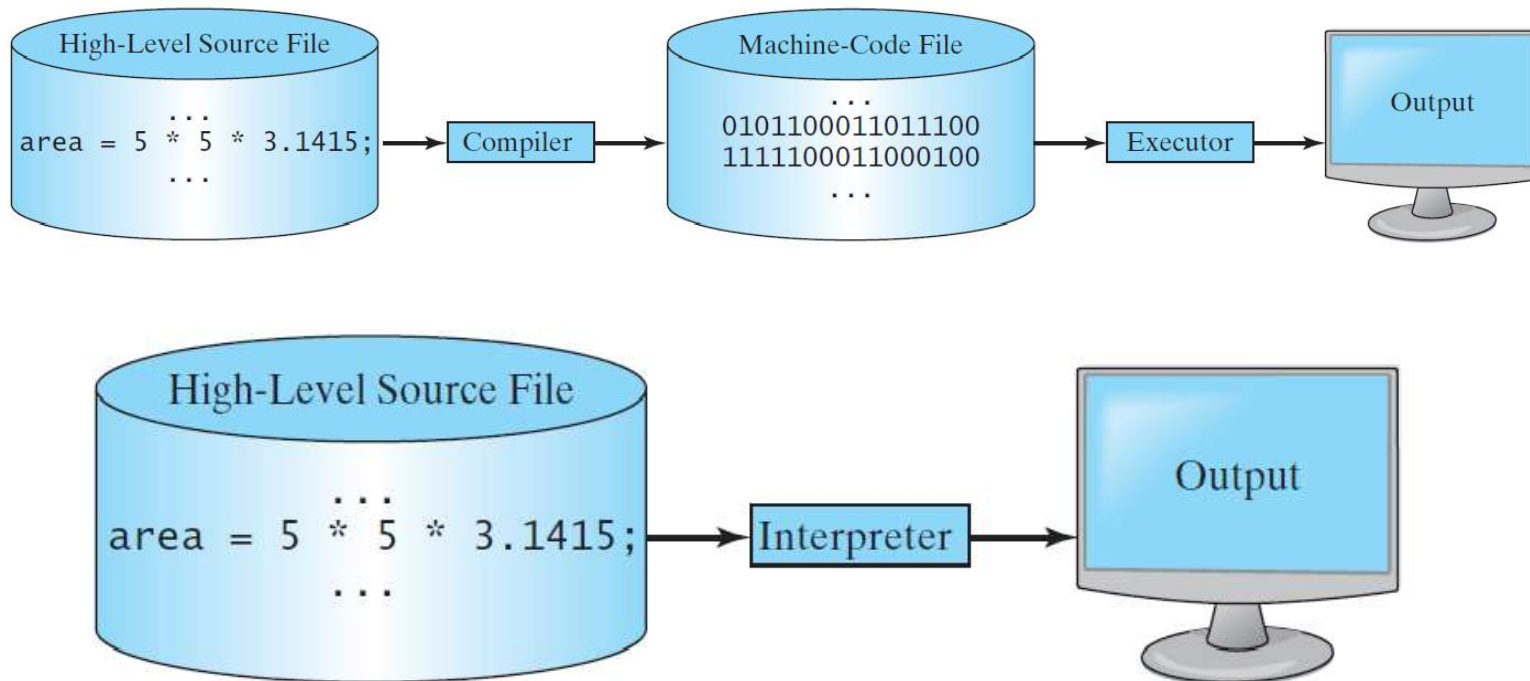 High-Level Source File
...
area = 5 * 5 * 3.1415;
...
Compiler
Machine-Code File
...
0101100011011100
1111100011000100
...
Executor
Output
High-Level Source File
...
area = 5 * 5 * 3.1415;
...
Interpreter
Output